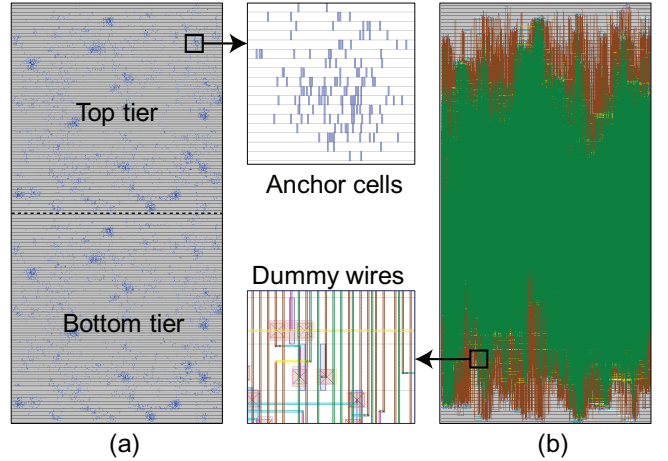 Top tier
Anchor cells
Dummy wires
Bottom tier
(a)
(b)